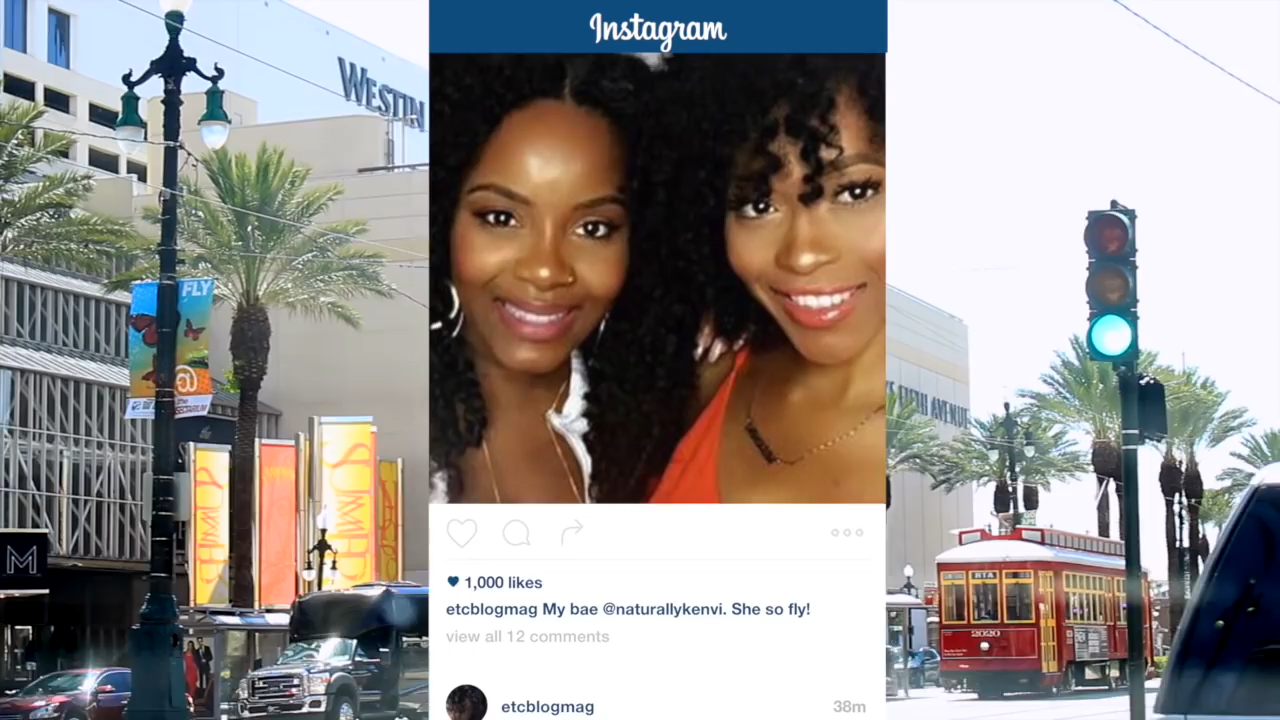 WESTIN
FLY
@
M
Instagram
1,000 likes
etcblogmag My bae @naturallykenvi. She so fly!
view all 12 comments
etcblogmag
38m
FIFTH AVENUE
RTA
2020